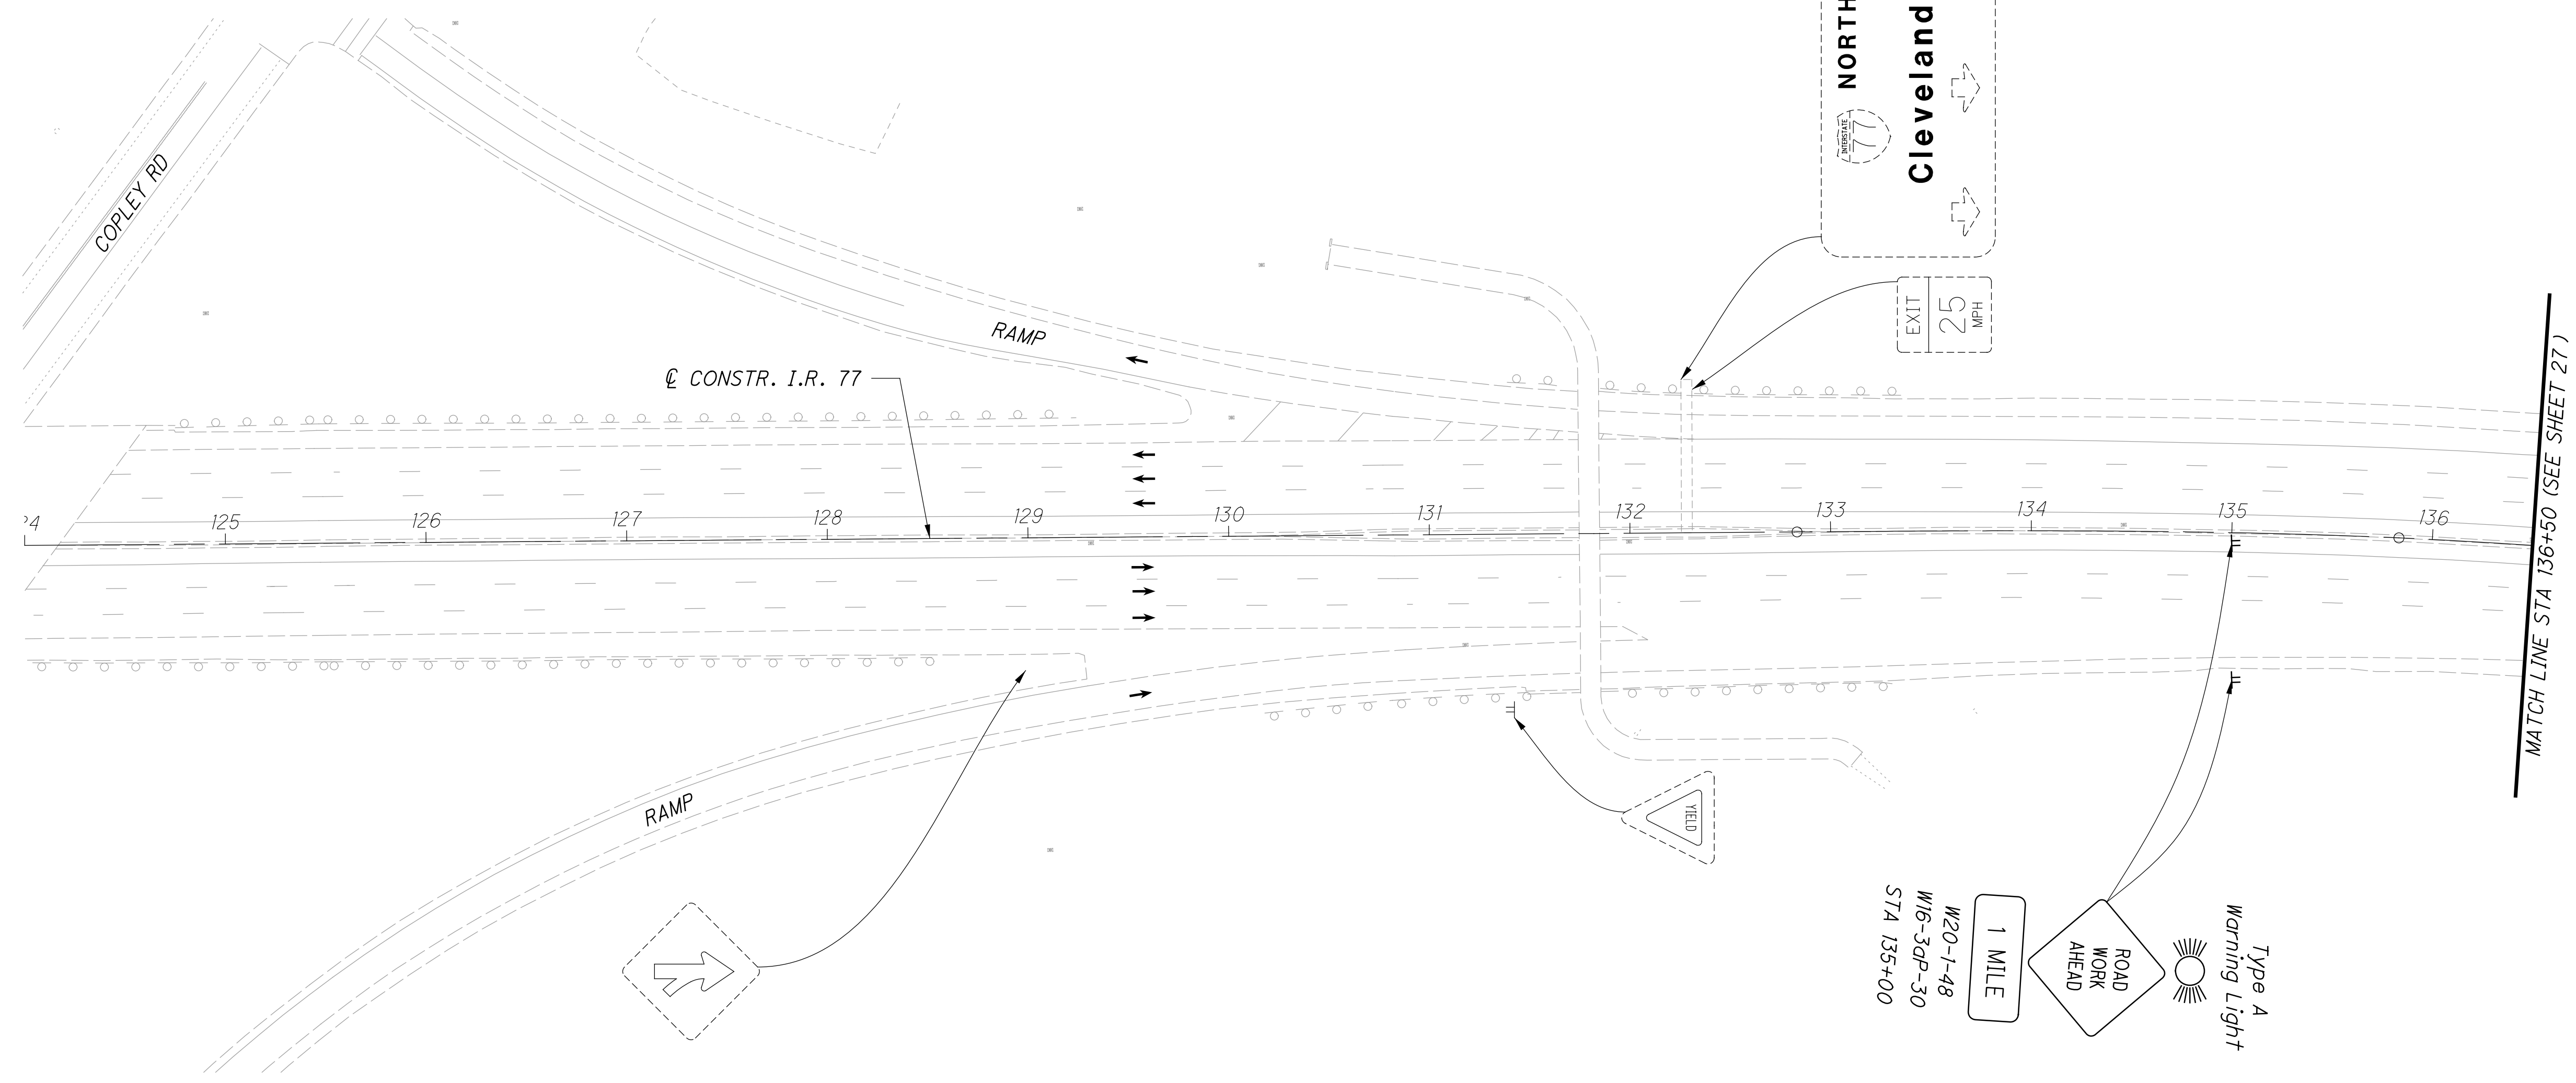 NORTH
INTERSTATE
77
Cleveland
EXIT
25
MPH
COPLEY RD
RAMP
℄ CONSTR. I.R. 77
125
126
127
128
129
130
131
132
133
134
135
136
MATCH LINE STA 136+50 (SEE SHEET 27 )
RAMP
YIELD
Type A
Warning Light
ROAD
WORK
AHEAD
1 MILE
W20-1-48
W16-3aP-30
STA 135+00